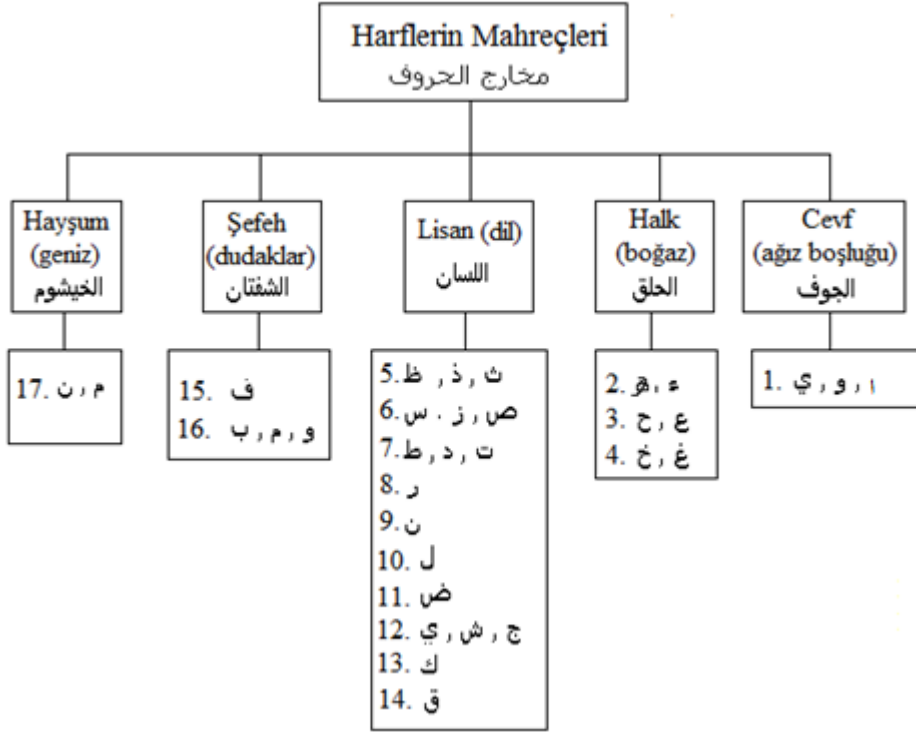 Harflerin Mahreçleri
مخارج الحروف
Hayşum
(geniz)
الخيشوم
17. م , ن
Şefeh
(dudaklar)
الشفتان
15. ف
16. و , م , ب
Lisan (dil)
اللسان
5. ث , ذ , ظ
6. ص , ز . س
7. ت , د , ط
8. ر
9. ن
10. ل
11. ض
12. ج , ش , ي
13. ك
14. ق
Halk
(boğaz)
الحلق
2. ء ، ه
3. ع , ح
4. غ , خ
Cevf
(ağız boşluğu)
الجوف
1. ا , و , ي